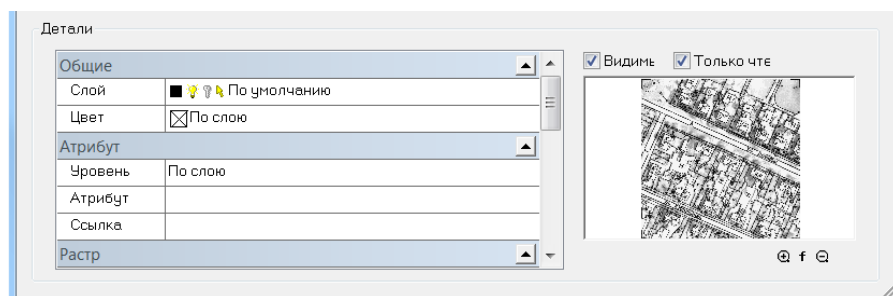 Детали
Общие
Слой По умолчанию
Цвет По слою
Атрибут
Уровень По слою
Атрибут
Ссылка
Растр
Видимь Только чте
f